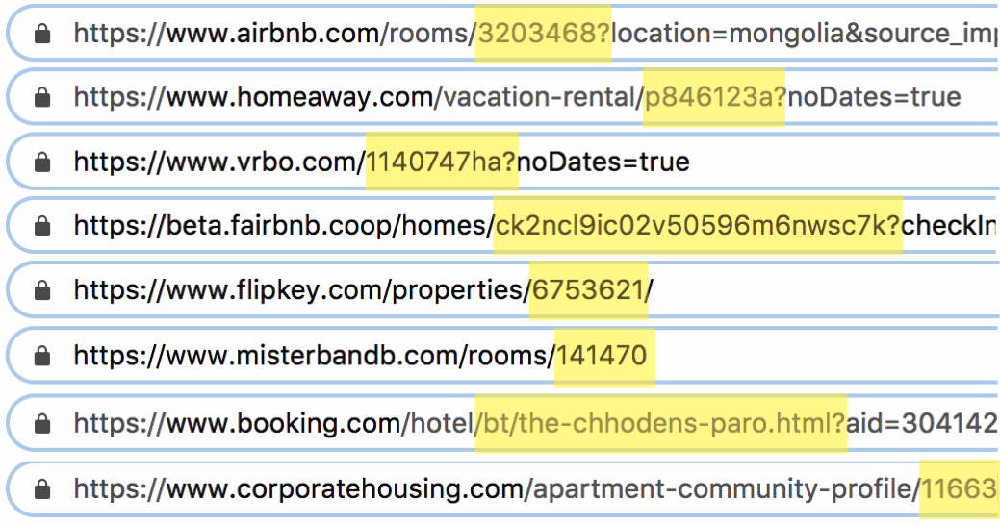 https://www.airbnb.com/rooms/3203468?location=mongolia&source_imp
https://www.homeaway.com/vacation-rental/p846123a?noDates=true
https://www.vrbo.com/1140747ha?noDates=true
https://beta.fairbnb.coop/homes/ck2ncl9ic02v50596m6nwsc7k?checkIn
https://www.flipkey.com/properties/6753621/
https://www.misterbandb.com/rooms/141470
https://www.booking.com/hotel/bt/the-chhodens-paro.html?aid=304142
https://www.corporatehousing.com/apartment-community-profile/11663